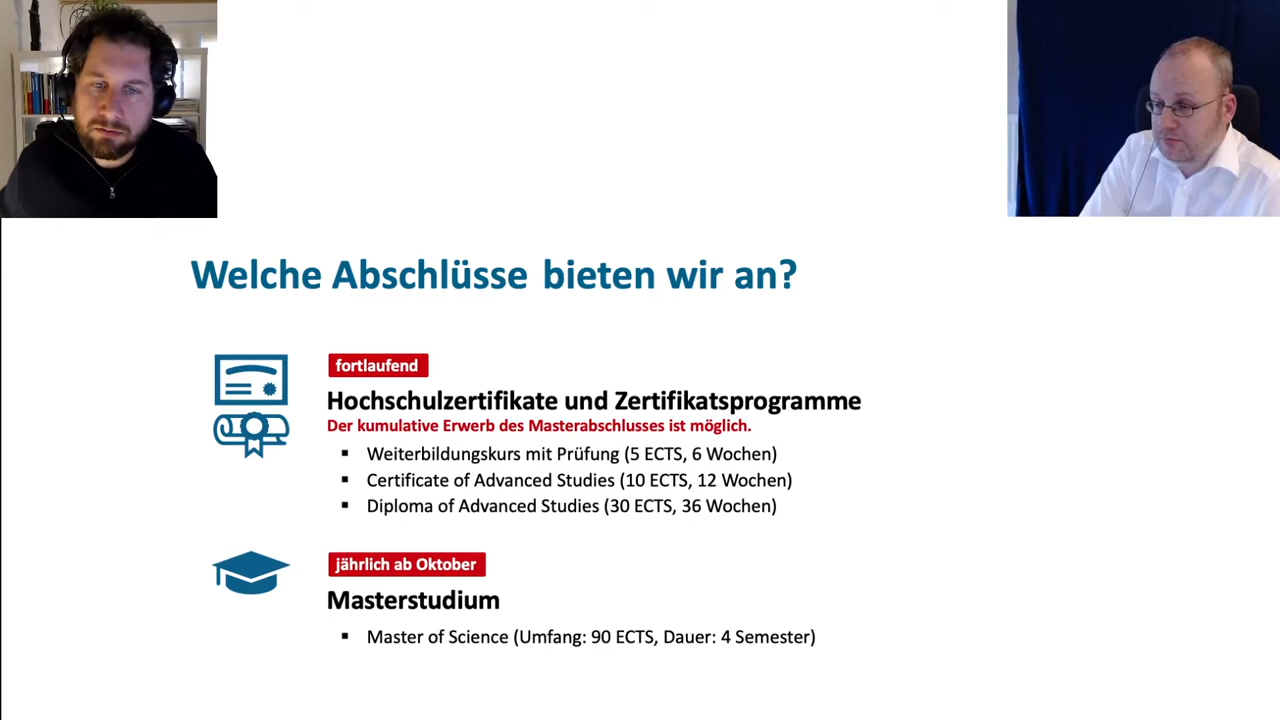 Welche Abschlüsse bieten wir an?
fortlaufend
Hochschulzertifikate und Zertifikatsprogramme
Der kumulative Erwerb des Masterabschlusses ist möglich.
▪ Weiterbildungskurs mit Prüfung (5 ECTS, 6 Wochen)
▪ Certificate of Advanced Studies (10 ECTS, 12 Wochen)
▪ Diploma of Advanced Studies (30 ECTS, 36 Wochen)
jährlich ab Oktober
Masterstudium
▪ Master of Science (Umfang: 90 ECTS, Dauer: 4 Semester)